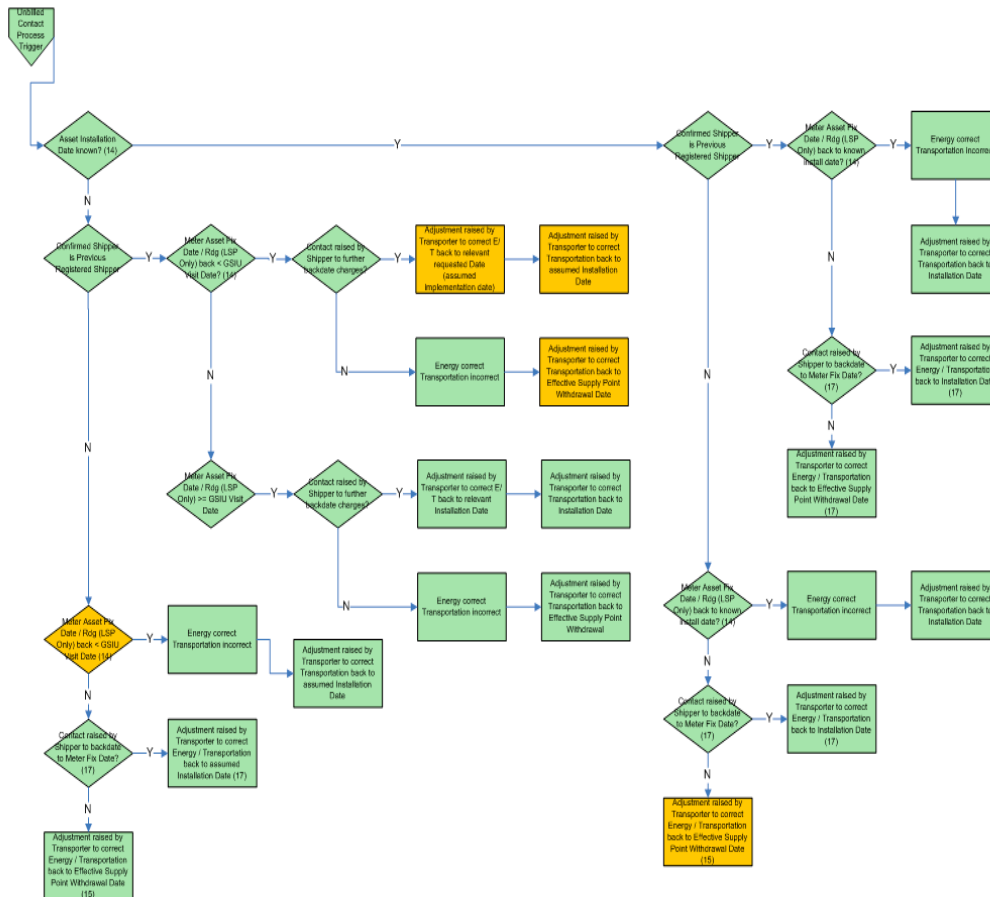 Unbilled
Contact
Process
Trigger
Asset Installation
Date known? (14)
Y
Confirmed Shipper
is Previous
Registered Shipper
Y
Meter Asset Fix
Date / Rdg (LSP
Only) back to known
Install date? (14)
Y
Energy correct
Transportation incorrect
Adjustment raised by
Transporter to correct
Transportation back to
Installation Date
N
N
N
Confirmed Shipper
Is Previous
Registered Shipper
Y
Meter Asset Fix
Date / Rdg (LSP
Only) back < GSIU
Visit Date? (14)
Y
Contact raised by
Shipper to further
backdate charges?
Y
Adjustment raised by
Transporter to correct E/
T back to relevant
requested Date
(assumed
Implementation date)
Adjustment raised by
Transporter to correct
Transportation back to
assumed Installation
Date
N
Energy correct
Transportation incorrect
Adjustment raised by
Transporter to correct
Transportation back to
Effective Supply Point
Withdrawal Date
Contact raised by
Shipper to backdate
to Meter Fix Date?
(17)
Y
Adjustment raised by
Transporter to correct
Energy / Transportation
back to Installation Date
(17)
N
Adjustment raised by
Transporter to correct
Energy / Transportation
back to Effective Supply
Point Withdrawal Date
(17)
N
N
Meter Asset Fix
Date / Rdg (LSP
Only) >= GSIU Visit
Date
Y
Contact raised by
Shipper to further
backdate charges?
Y
Adjustment raised by
Transporter to correct E/
T back to relevant
Installation Date
Adjustment raised by
Transporter to correct
Transportation back to
Installation Date
N
Energy correct
Transportation incorrect
Adjustment raised by
Transporter to correct
Transportation back to
Effective Supply Point
Withdrawal
Meter Asset Fix
Date / Rdg (LSP
Only) back to known
Install date? (14)
Y
Energy correct
Transportation incorrect
Adjustment raised by
Transporter to correct
Transportation back to
Installation Date
Meter Asset Fix
Date / Rdg (LSP
Only) back < GSIU
Visit Date (14)
Y
Energy correct
Transportation incorrect
Adjustment raised by
Transporter to correct
Transportation back to
assumed Installation
Date
N
N
Contact raised by
Shipper to backdate
to Meter Fix Date?
(17)
Y
Adjustment raised by
Transporter to correct
Energy / Transportation
back to assumed
Installation Date (17)
N
Adjustment raised by
Transporter to correct
Energy / Transportation
back to Effective Supply
Point Withdrawal Date
(15)
Contact raised by
Shipper to backdate
to Meter Fix Date?
(17)
Y
Adjustment raised by
Transporter to correct
Energy / Transportation
back to Installation Date
(17)
N
Adjustment raised by
Transporter to correct
Energy / Transportation
back to Effective Supply
Point Withdrawal Date
(15)